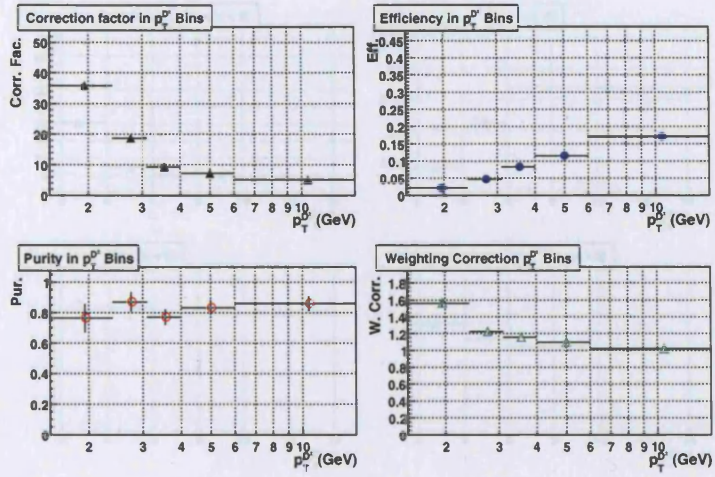 Correction factor in p_T^{D*} Bins
Corr. Fac.
50
40
30
20
10
0
2 3 4 5 6 7 8 9 10
p_T^{D*} (GeV)
Efficiency in p_T^{D*} Bins
Eff.
0.45
0.4
0.35
0.3
0.25
0.2
0.15
0.1
0.05
0
2 3 4 5 6 7 8 9 10
p_T^{D*} (GeV)
Purity in p_T^{D*} Bins
Pur.
1
0.8
0.6
0.4
0.2
0
2 3 4 5 6 7 8 9 10
p_T^{D*} (GeV)
Weighting Correction p_T^{D*} Bins
W. Corr.
1.8
1.6
1.4
1.2
1
0.8
0.6
0.4
0.2
0
2 3 4 5 6 7 8 9 10
p_T^{D*} (GeV)